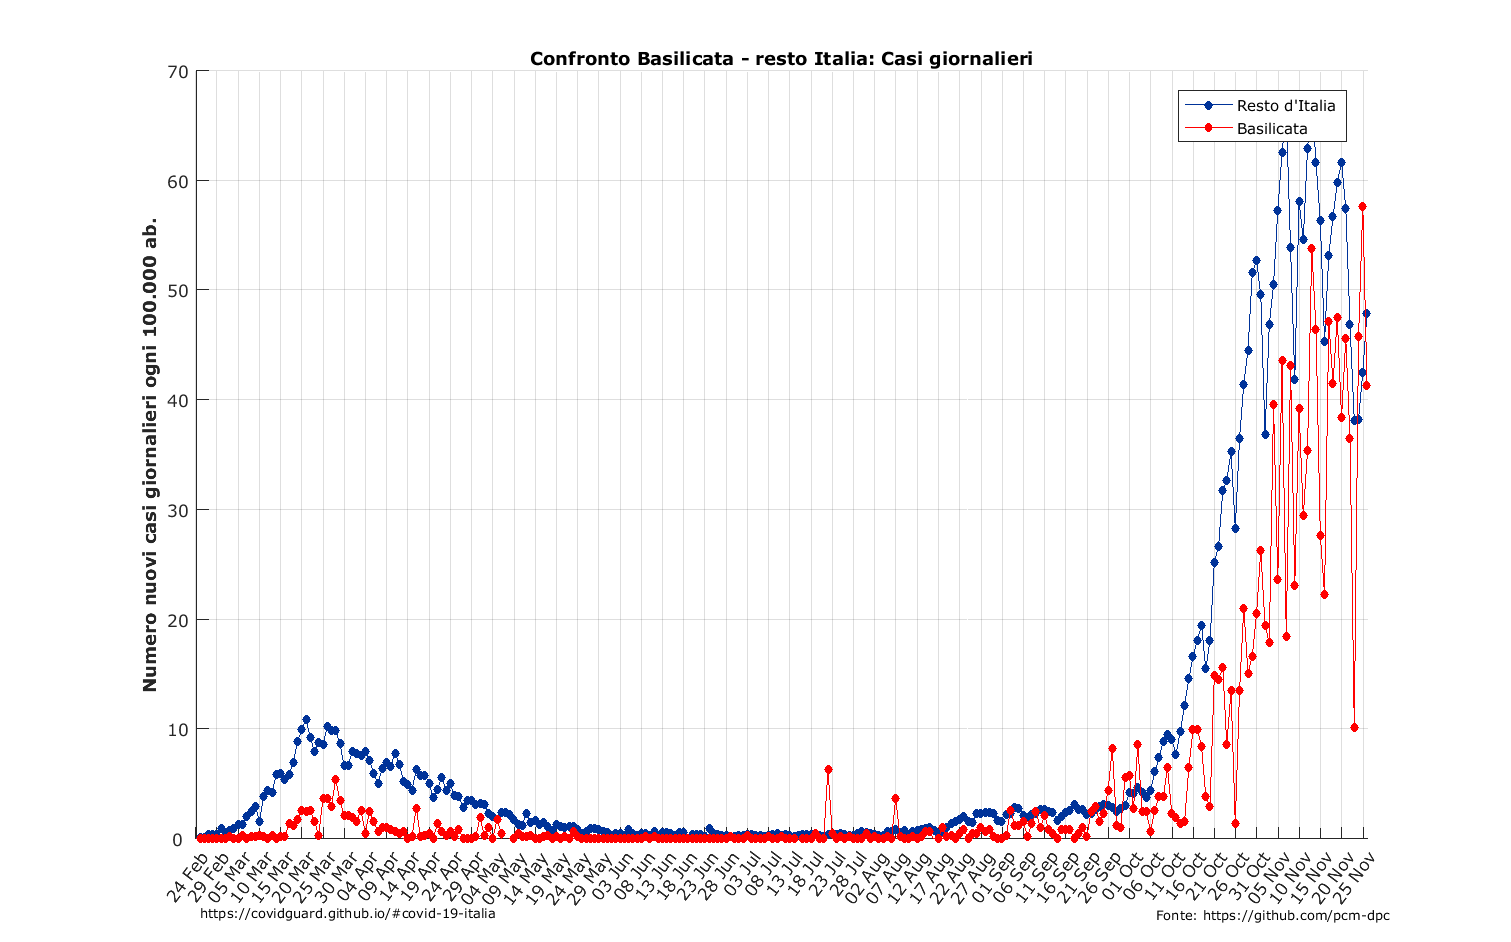 Confronto Basilicata - resto Italia: Casi giornalieri
Numero nuovi casi giornalieri ogni 100.000 ab.
70
60
50
40
30
20
10
0
Resto d'Italia
Basilicata
24 Feb
29 Feb
05 Mar
10 Mar
15 Mar
20 Mar
25 Mar
30 Mar
04 Apr
09 Apr
14 Apr
19 Apr
24 Apr
29 Apr
04 May
09 May
14 May
19 May
24 May
29 May
03 Jun
08 Jun
13 Jun
18 Jun
23 Jun
28 Jun
03 Jul
08 Jul
13 Jul
18 Jul
23 Jul
28 Jul
02 Aug
07 Aug
12 Aug
17 Aug
22 Aug
27 Aug
01 Sep
06 Sep
11 Sep
16 Sep
21 Sep
26 Sep
01 Oct
06 Oct
11 Oct
16 Oct
21 Oct
26 Oct
31 Oct
05 Nov
10 Nov
15 Nov
20 Nov
25 Nov
https://covidguard.github.io/#covid-19-italia
Fonte: https://github.com/pcm-dpc